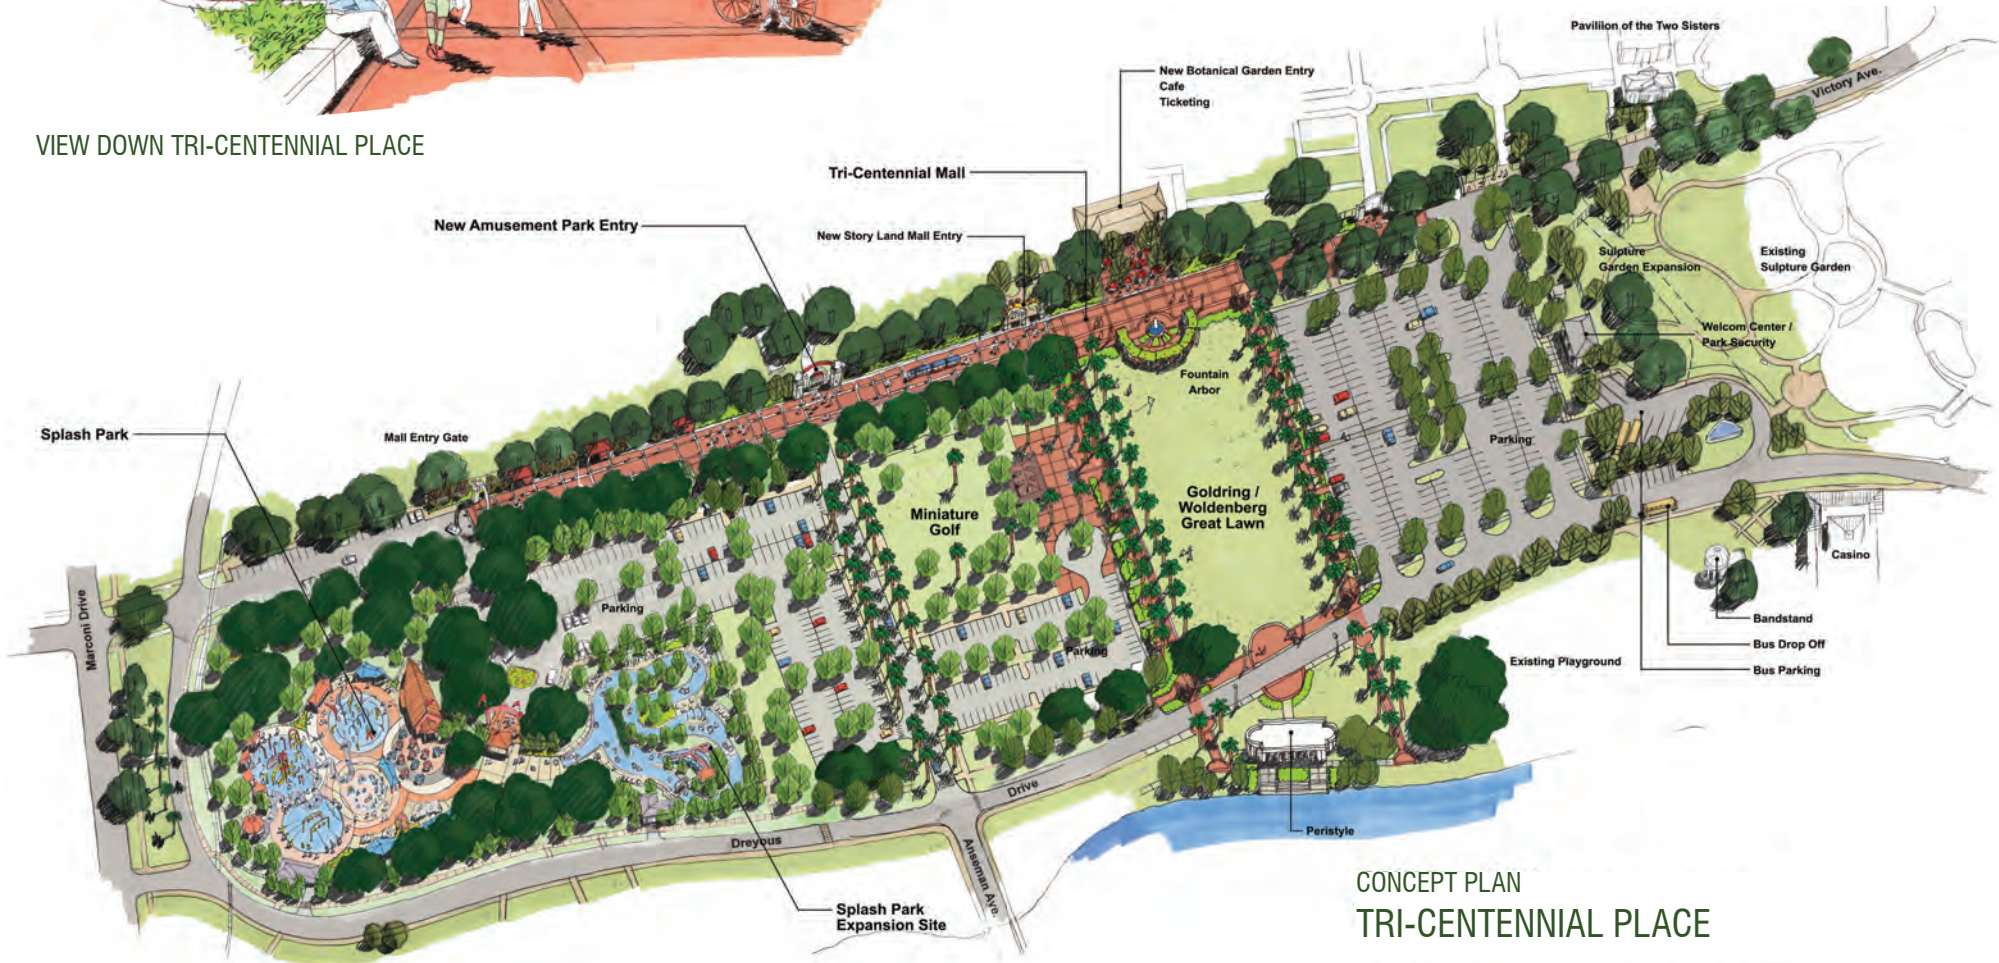 VIEW DOWN TRI-CENTENNIAL PLACE
Pavililon of the Two Sisters
New Botanical Garden Entry
Cafe
Ticketing
Victory Ave.
Tri-Centennial Mall
New Amusement Park Entry
New Story Land Mall Entry
Sulpture
Garden Expansion
Existing
Sulpture Garden
Welcom Center /
Park Security
Fountain
Arbor
Splash Park
Mall Entry Gate
Parking
Miniature
Golf
Goldring /
Woldenberg
Great Lawn
Casino
Marconi Drive
Parking
Parking
Bandstand
Bus Drop Off
Bus Parking
Existing Playground
Drive
Dreyous
Anseman Ave.
Peristyle
Splash Park
Expansion Site
CONCEPT PLAN
TRI-CENTENNIAL PLACE